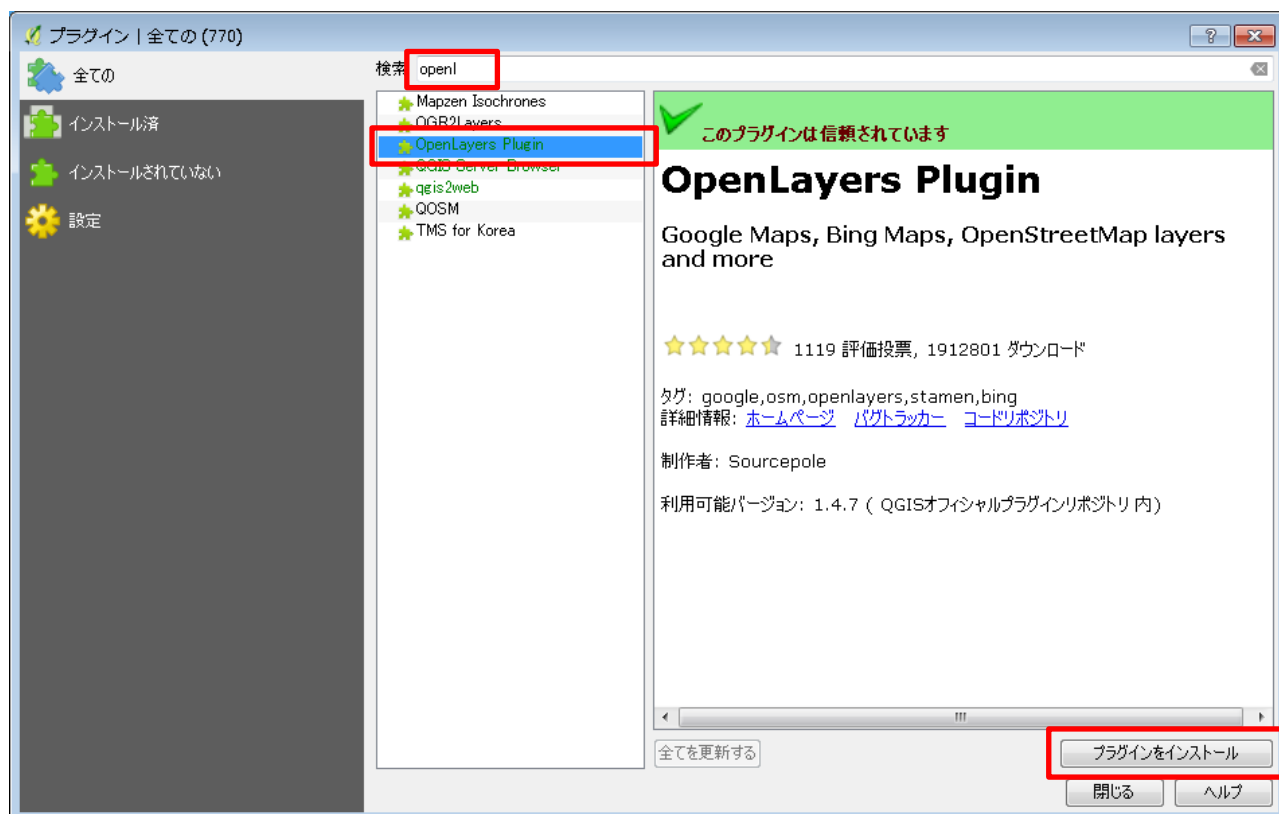 プラグイン | 全ての (770)
全ての
インストール済
インストールされていない
設定
検索 openl
Mapzen Isochrones
OGR2Layers
OpenLayers Plugin
QGIS Server Browser
qgis2web
QOSM
TMS for Korea
このプラグインは信頼されています
OpenLayers Plugin
Google Maps, Bing Maps, OpenStreetMap layers
and more
1119 評価投票, 1912801 ダウンロード
タグ: google,osm,openlayers,stamen,bing
詳細情報: ホームページ バグトラッカー コードリポジトリ
制作者: Sourcepole
利用可能バージョン: 1.4.7 ( QGISオフィシャルプラグインリポジトリ 内)
全てを更新する
プラグインをインストール
閉じる
ヘルプ